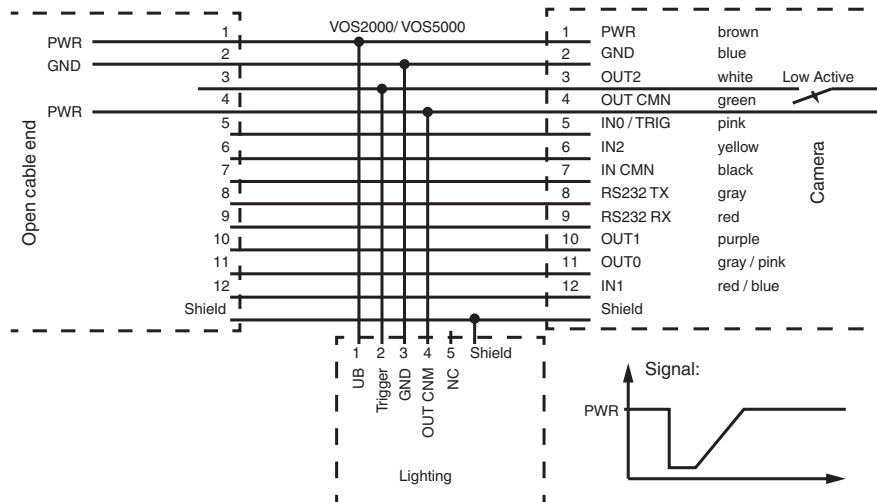 VOS2000/ VOS5000
Open cable end
PWR 1
GND 2
3
PWR 4
5
6
7
8
9
10
11
12
Shield
1 PWR brown
2 GND blue
3 OUT2 white Low Active
4 OUT CMN green
5 IN0 / TRIG pink
6 IN2 yellow
7 IN CMN black
8 RS232 TX gray
9 RS232 RX red
10 OUT1 purple
11 OUT0 gray / pink
12 IN1 red / blue
Shield
Camera
1 2 3 4 5 Shield
UB
Trigger
GND
OUT CNM
NC
Lighting
Signal:
PWR